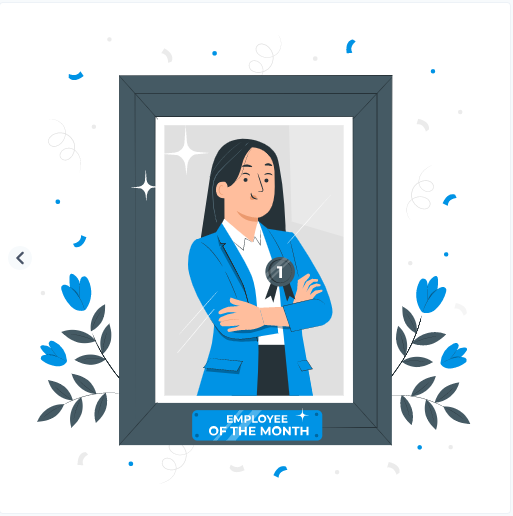 1
EMPLOYEE
OF THE MONTH